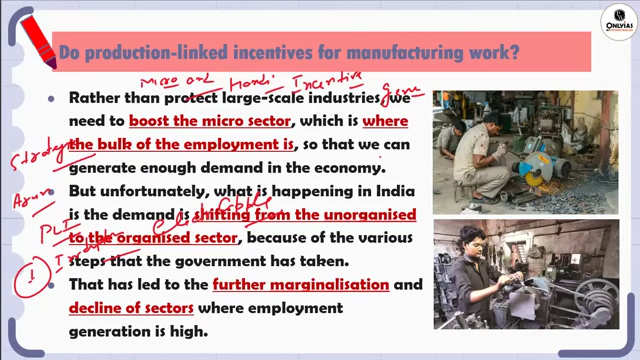 ONLYIAS
Do production-linked incentives for manufacturing work?
Micro and Handi Incentive
give
• Rather than protect large-scale industries, we
need to boost the micro sector, which is where
the bulk of the employment is, so that we can
generate enough demand in the economy.
• But unfortunately, what is happening in India
is the demand is shifting from the unorganised
to the organised sector, because of the various
steps that the government has taken.
• That has led to the further marginalisation and
decline of sectors where employment
generation is high.
PLI
1